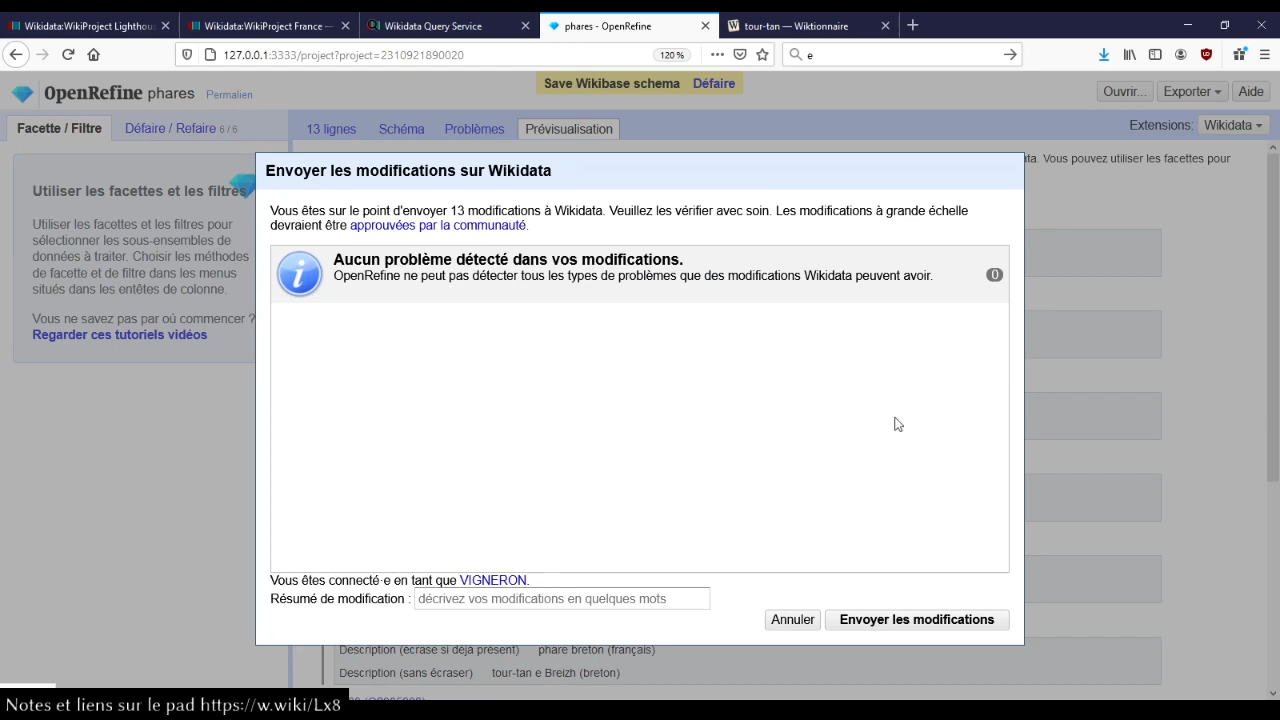 Wikidata:WikiProject Lighthou
Wikidata:WikiProject France —
Wikidata Query Service
phares - OpenRefine
tour-tan — Wiktionnaire
127.0.0.1:3333/project?project=2310921890020
120 %
e
OpenRefine phares Permalien
Save Wikibase schema Défaire
Ouvrir... Exporter Aide
Facette / Filtre
Défaire / Refaire 6 / 6
13 lignes
Schéma
Problèmes
Prévisualisation
Extensions: Wikidata
ta. Vous pouvez utiliser les facettes pour
Utiliser les facettes et les filtres
Utiliser les facettes et les filtres pour
sélectionner les sous-ensembles de
données à traiter. Choisir les méthodes
de facette et de filtre dans les menus
situés dans les entêtes de colonne.
Vous ne savez pas par où commencer ?
Regarder ces tutoriels vidéos
Envoyer les modifications sur Wikidata
Vous êtes sur le point d'envoyer 13 modifications à Wikidata. Veuillez les vérifier avec soin. Les modifications à grande échelle
devraient être approuvées par la communauté.
Aucun problème détecté dans vos modifications.
OpenRefine ne peut pas détecter tous les types de problèmes que des modifications Wikidata peuvent avoir.
0
Vous êtes connecté·e en tant que VIGNERON.
Résumé de modification : décrivez vos modifications en quelques mots
Annuler
Envoyer les modifications
Description (écrase si déjà présent) phare breton (français)
Description (sans écraser) tour-tan e Breizh (breton)
Notes et liens sur le pad https://w.wiki/Lx8